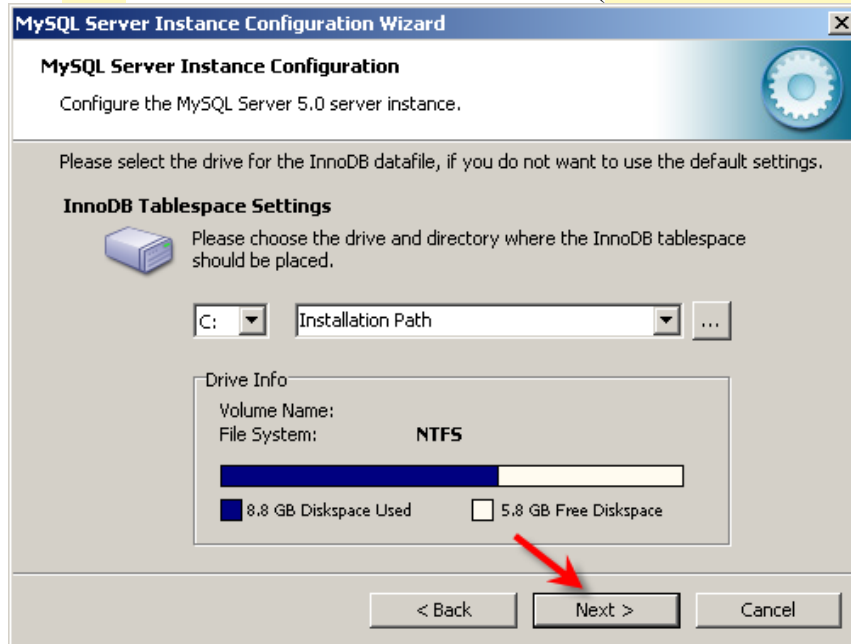 MySQL Server Instance Configuration Wizard
MySQL Server Instance Configuration
Configure the MySQL Server 5.0 server instance.
Please select the drive for the InnoDB datafile, if you do not want to use the default settings.
InnoDB Tablespace Settings
Please choose the drive and directory where the InnoDB tablespace
should be placed.
C: Installation Path ...
Drive Info
Volume Name:
File System: NTFS
8.8 GB Diskspace Used 5.8 GB Free Diskspace
< Back Next > Cancel